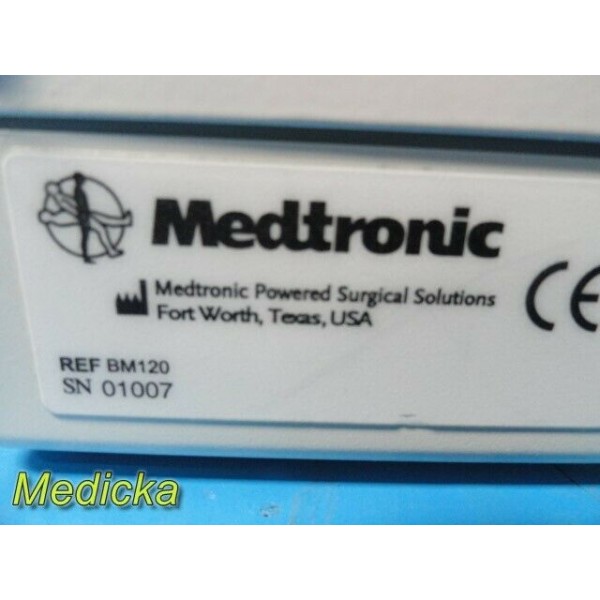 Medtronic
Medtronic Powered Surgical Solutions
Fort Worth, Texas, USA
CE
REF BM120
SN 01007
Medicka